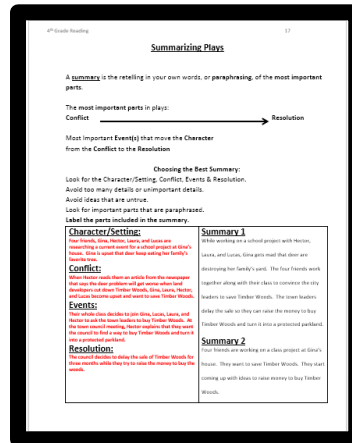 4th Grade Reading 17
Summarizing Plays
A summary is the retelling in your own words, or paraphrasing, of the most important
parts.
The most important parts in plays:
Conflict Resolution
Most important Event(s) that move the Character
from the Conflict to the Resolution
Choosing the Best Summary:
Look for the Character/Setting, Conflict, Events & Resolution.
Avoid too many details or unimportant details.
Avoid ideas that are untrue.
Look for important parts that are paraphrased.
Label the parts included in the summary.
Character/Setting:
Four friends, Gina, Hector, Laura, and Lucas are
researching a current event for a school project at Gina's
house. Gina is upset that deer keep eating her family's
favorite tree.
Conflict:
When Hector reads them an article from the newspaper
that says the deer problem will get worse when land
developers cut down Timber Woods, Gina, Laura, Hector,
and Lucas become upset and want to save Timber Woods.
Events:
Their whole class decides to join Gina, Lucas, Laura, and
Hector to ask the town leaders to buy Timber Woods. At
the town council meeting, Hector explains that they want
the council to find a way to buy Timber Woods and turn it
into a protected parkland.
Resolution:
The council decides to delay the sale of Timber Woods for
three months while they try to raise the money to buy the
woods.
Summary 1
While working on a school project with Hector,
Laura, and Lucas, Gina gets mad that deer are
destroying her family's yard. The four friends work
together along with their class to convince the city
leaders to save Timber Woods. The town leaders
delay the sale so they can raise the money to buy
Timber Woods and turn it into a protected parkland.
Summary 2
Four friends are working on a class project at Gina's
house. They want to save Timber Woods. They start
coming up with ideas to raise money to buy Timber
Woods.